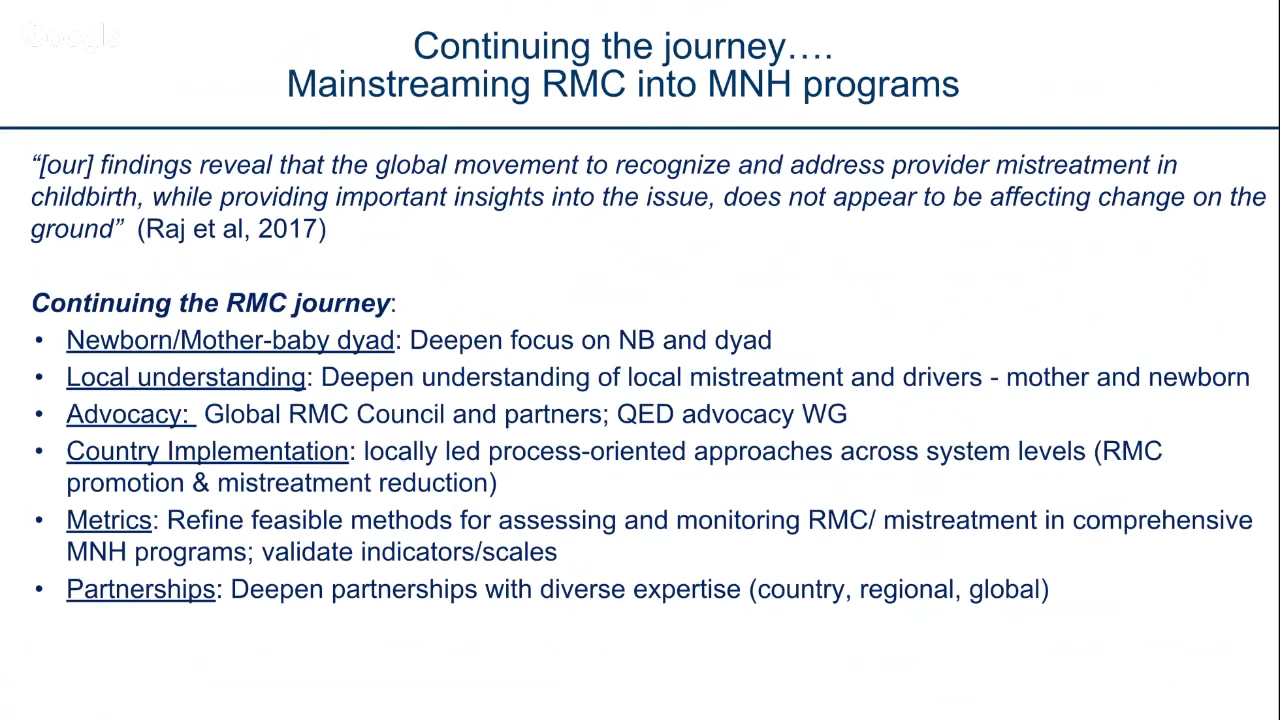 Google
Continuing the journey….
Mainstreaming RMC into MNH programs
“[our] findings reveal that the global movement to recognize and address provider mistreatment in
childbirth, while providing important insights into the issue, does not appear to be affecting change on the
ground” (Raj et al, 2017)
Continuing the RMC journey:
• Newborn/Mother-baby dyad: Deepen focus on NB and dyad
• Local understanding: Deepen understanding of local mistreatment and drivers - mother and newborn
• Advocacy: Global RMC Council and partners; QED advocacy WG
• Country Implementation: locally led process-oriented approaches across system levels (RMC
promotion & mistreatment reduction)
• Metrics: Refine feasible methods for assessing and monitoring RMC/ mistreatment in comprehensive
MNH programs; validate indicators/scales
• Partnerships: Deepen partnerships with diverse expertise (country, regional, global)